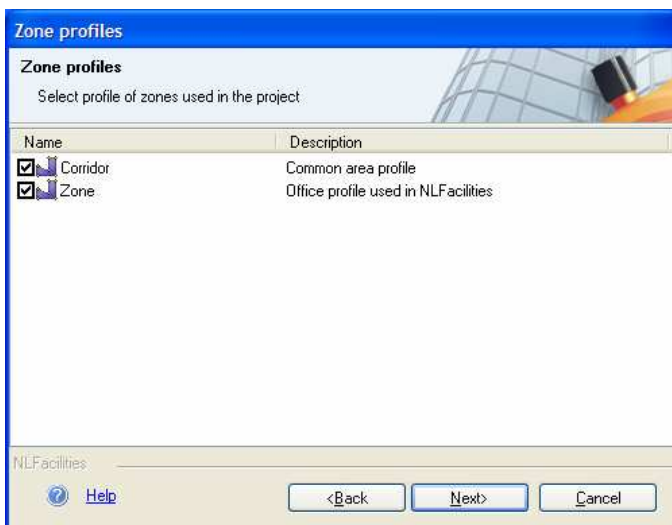 Zone profiles
Zone profiles
Select profile of zones used in the project
Name Description
Corridor Common area profile
Zone Office profile used in NLFacilities
NLFacilities
Help <Back Next> Cancel